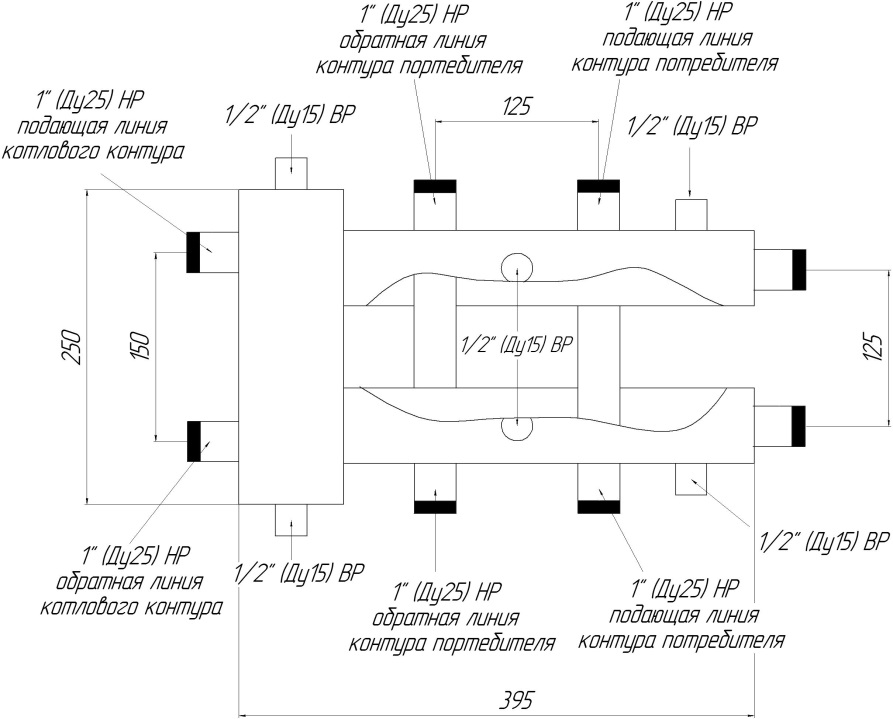 1" (Ду25) НР
обратная линия
контура портебителя
1" (Ду25) НР
подающая линия
контура потребителя
1" (Ду25) НР
подающая линия
котлового контура
1/2" (Ду15) ВР
125
1/2" (Ду15) ВР
250
150
1/2" (Ду15) ВР
125
1" (Ду25) НР
обратная линия
котлового контура
1/2" (Ду15) ВР
1" (Ду25) НР
обратная линия
контура портебителя
1" (Ду25) НР
подающая линия
контура потребителя
1/2" (Ду15) ВР
395